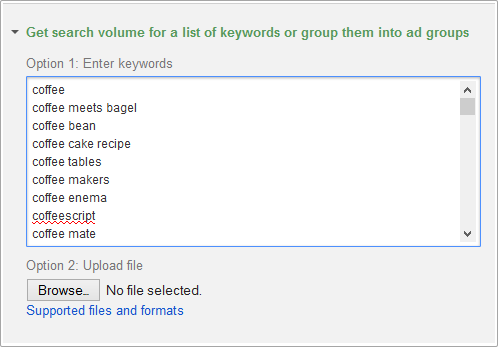 Get search volume for a list of keywords or group them into ad groups
Option 1: Enter keywords
coffee
coffee meets bagel
coffee bean
coffee cake recipe
coffee tables
coffee makers
coffee enema
coffeescript
coffee mate
Option 2: Upload file
Browse… No file selected.
Supported files and formats